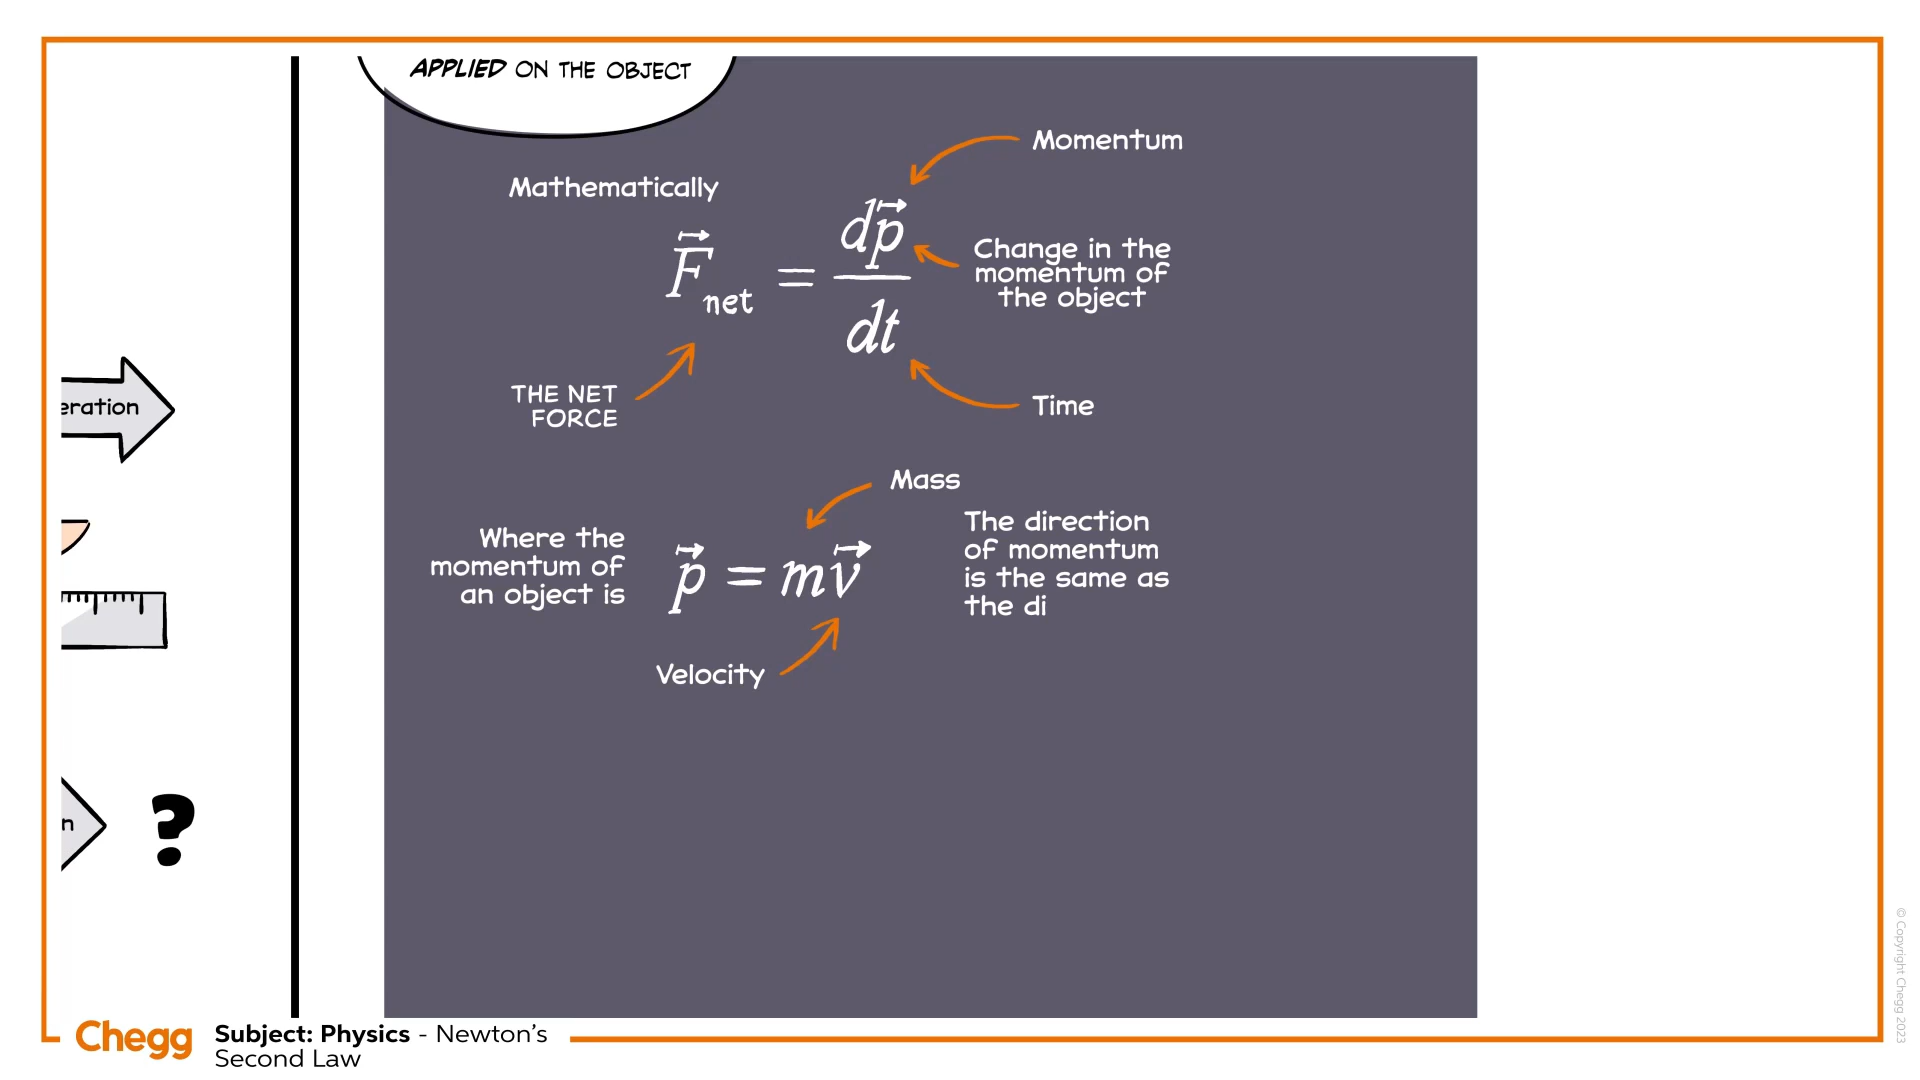 APPLIED ON THE OBJECT
Momentum
Mathematically
F⃗net = dp⃗/dt
Change in the
momentum of
the object
THE NET
FORCE
Time
eration
Mass
Where the
momentum of
an object is
p⃗ = mv⃗
The direction
of momentum
is the same as
the di
Velocity
n
?
Chegg
Subject: Physics - Newton’s
Second Law
© Copyright Chegg 2023